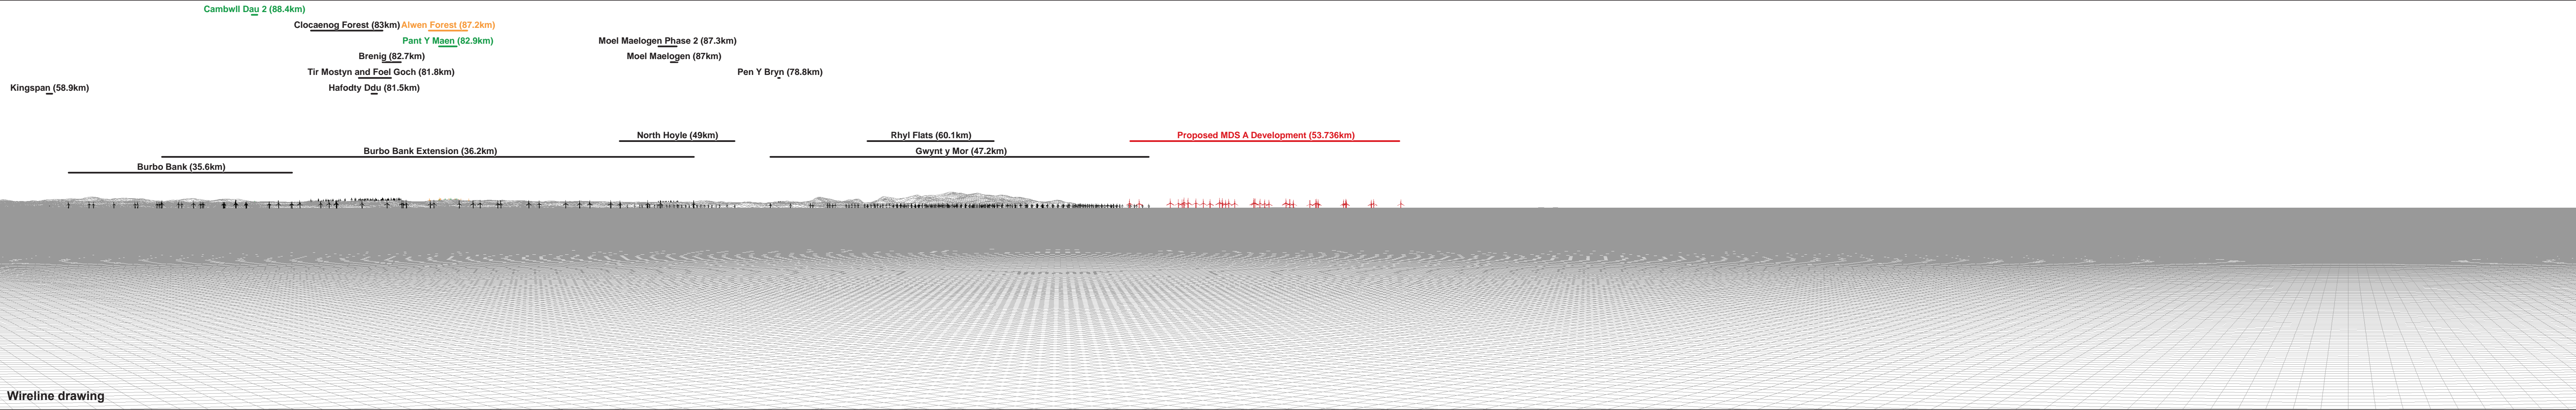 Cambwll Dau 2 (88.4km)
Clocaenog Forest (83km) Alwen Forest (87.2km)
Pant Y Maen (82.9km) Moel Maelogen Phase 2 (87.3km)
Brenig (82.7km) Moel Maelogen (87km)
Tir Mostyn and Foel Goch (81.8km) Pen Y Bryn (78.8km)
Kingspan (58.9km) Hafodty Ddu (81.5km)
North Hoyle (49km) Rhyl Flats (60.1km) Proposed MDS A Development (53.736km)
Burbo Bank Extension (36.2km) Gwynt y Mor (47.2km)
Burbo Bank (35.6km)
Wireline drawing